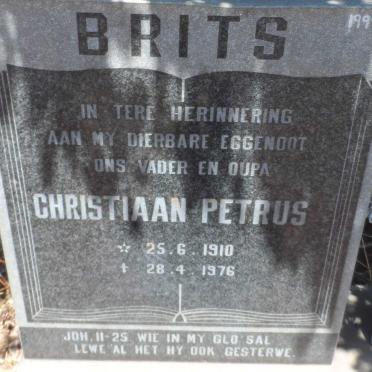 BRITS
199
IN TERE HERINNERING
AAN MY DIERBARE EGGENOOT
ONS VADER EN OUPA
CHRISTIAAN PETRUS
☆ 25.6.1910
✝ 28.4.1976
JOH. 11-25 WIE IN MY GLO SAL
LEWE AL HET HY OOK GESTERWE.